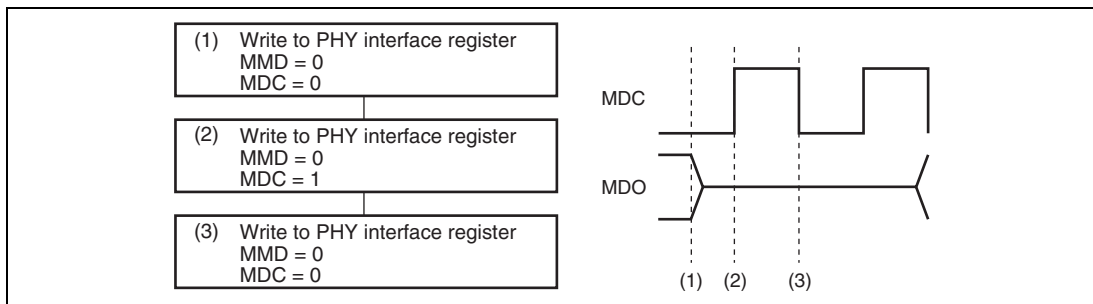 (1) Write to PHY interface register
MMD = 0
MDC = 0
(2) Write to PHY interface register
MMD = 0
MDC = 1
(3) Write to PHY interface register
MMD = 0
MDC = 0
MDC
MDO
(1) (2) (3)